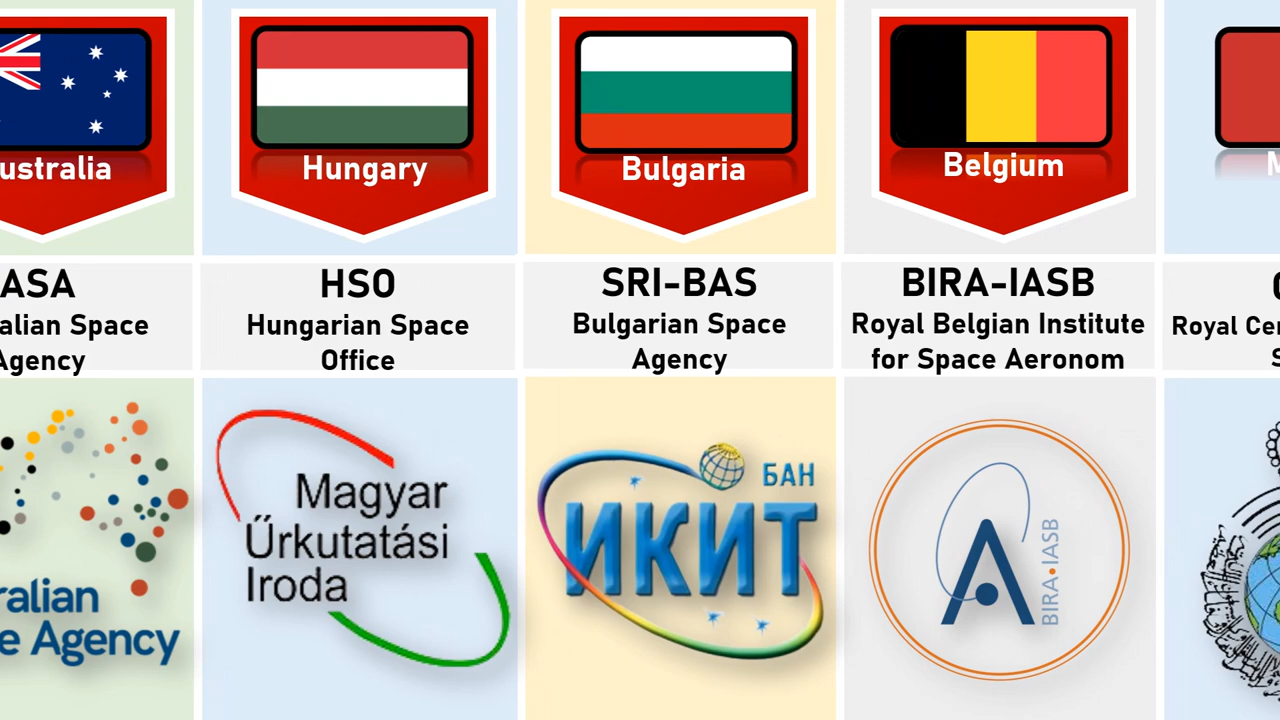 ustralia
Hungary
Bulgaria
Belgium
M
ASA
alian Space
Agency
HSO
Hungarian Space
Office
SRI-BAS
Bulgarian Space
Agency
BIRA-IASB
Royal Belgian Institute
for Space Aeronom
Royal Cen
S
ralian
e Agency
Magyar
Űrkutatási
Iroda
БАН
ИКИТ
BIRA•IASB